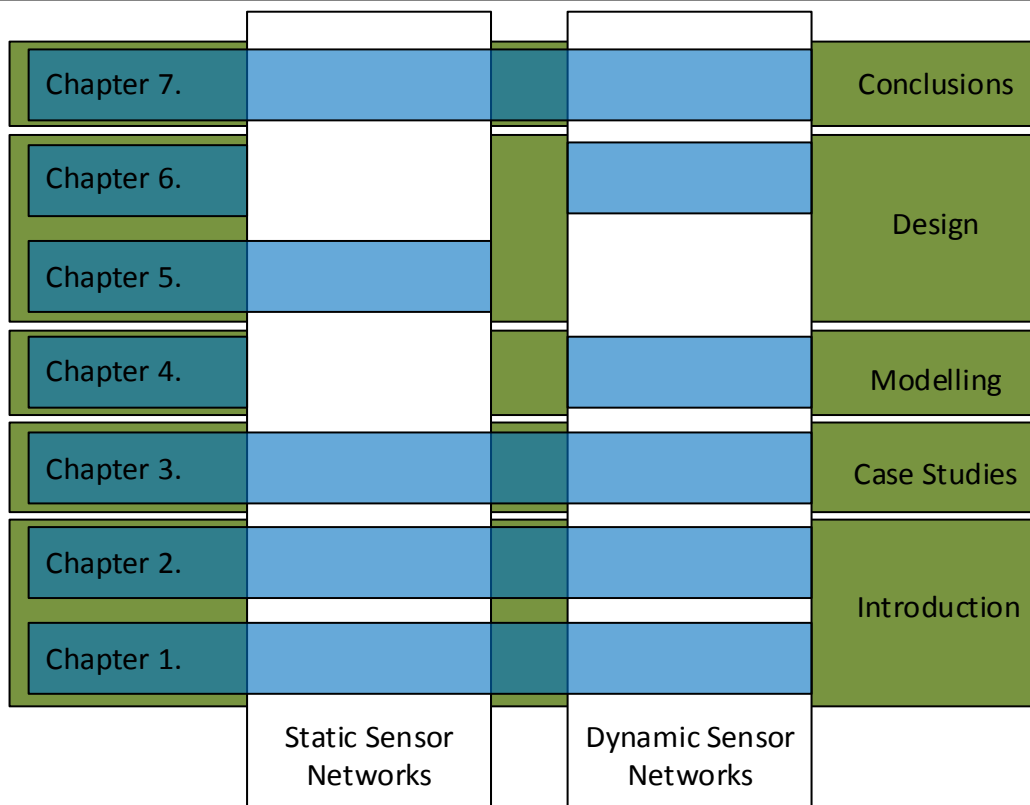 Chapter 7.
Conclusions
Chapter 6.
Design
Chapter 5.
Chapter 4.
Modelling
Chapter 3.
Case Studies
Chapter 2.
Introduction
Chapter 1.
Static Sensor
Networks
Dynamic Sensor
Networks